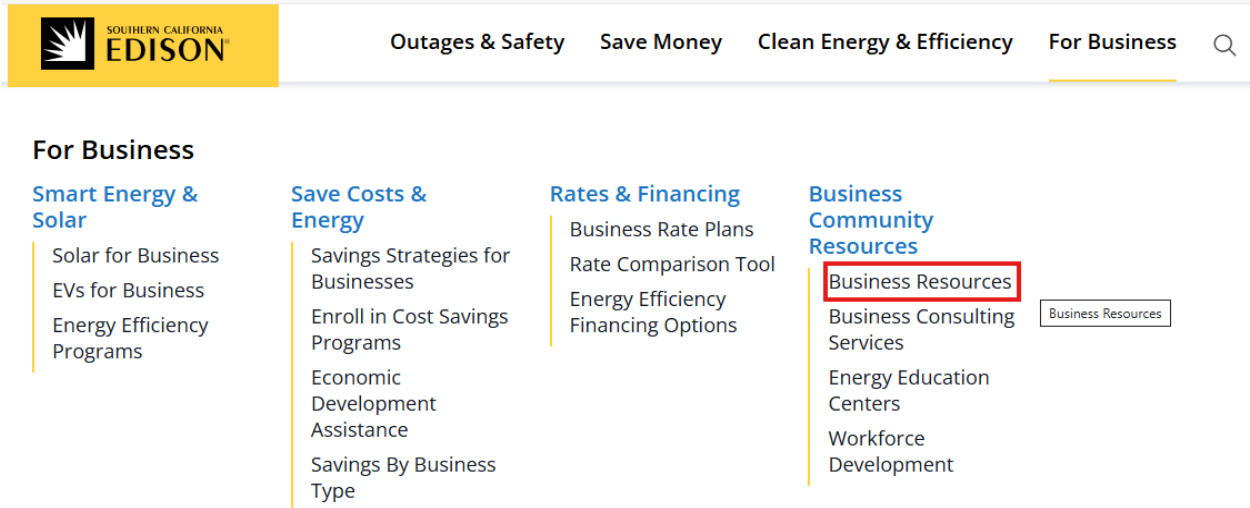 SOUTHERN CALIFORNIA
EDISON®
Outages & Safety
Save Money
Clean Energy & Efficiency
For Business
For Business
Smart Energy &
Solar
Solar for Business
EVs for Business
Energy Efficiency
Programs
Save Costs &
Energy
Savings Strategies for
Businesses
Enroll in Cost Savings
Programs
Economic
Development
Assistance
Savings By Business
Type
Rates & Financing
Business Rate Plans
Rate Comparison Tool
Energy Efficiency
Financing Options
Business
Community
Resources
Business Resources
Business Consulting
Services
Energy Education
Centers
Workforce
Development
Business Resources